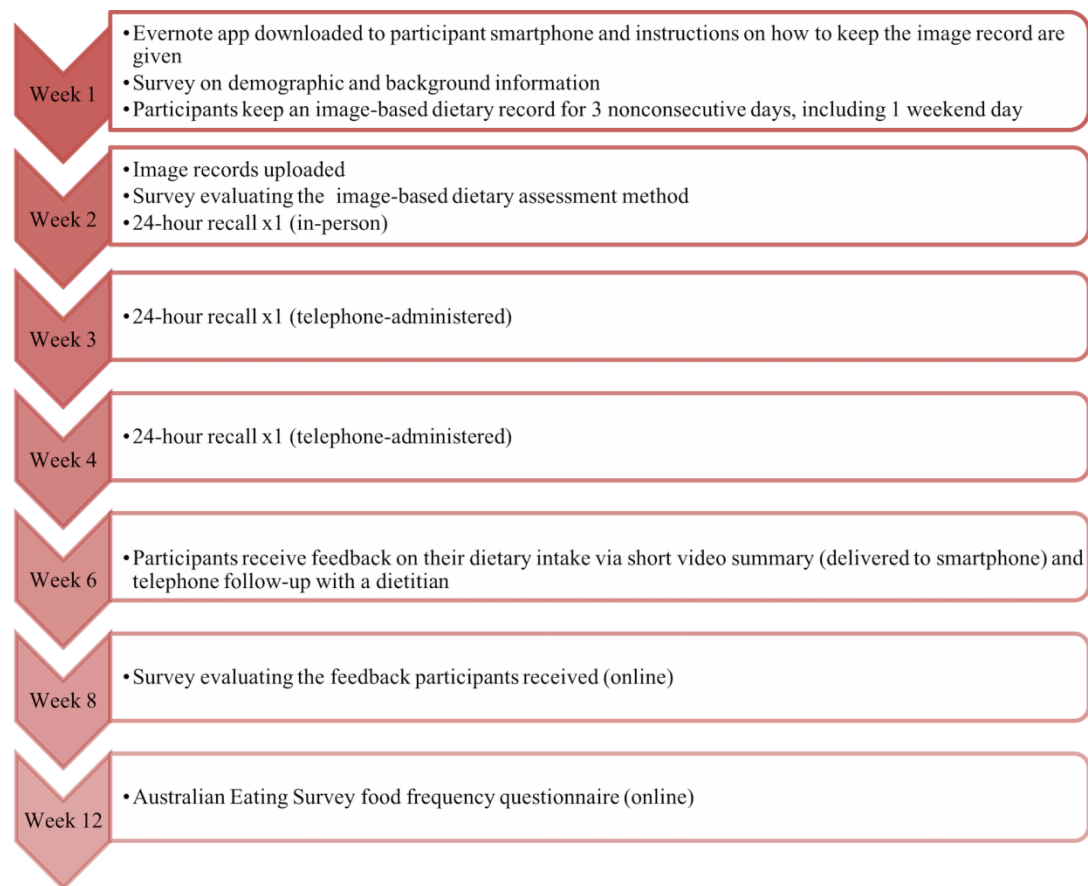 Week 1
•Evernote app downloaded to participant smartphone and instructions on how to keep the image record are
given
•Survey on demographic and background information
•Participants keep an image-based dietary record for 3 nonconsecutive days, including 1 weekend day
Week 2
•Image records uploaded
•Survey evaluating the image-based dietary assessment method
•24-hour recall x1 (in-person)
Week 3
•24-hour recall x1 (telephone-administered)
Week 4
•24-hour recall x1 (telephone-administered)
Week 6
•Participants receive feedback on their dietary intake via short video summary (delivered to smartphone) and
telephone follow-up with a dietitian
Week 8
•Survey evaluating the feedback participants received (online)
Week 12
•Australian Eating Survey food frequency questionnaire (online)